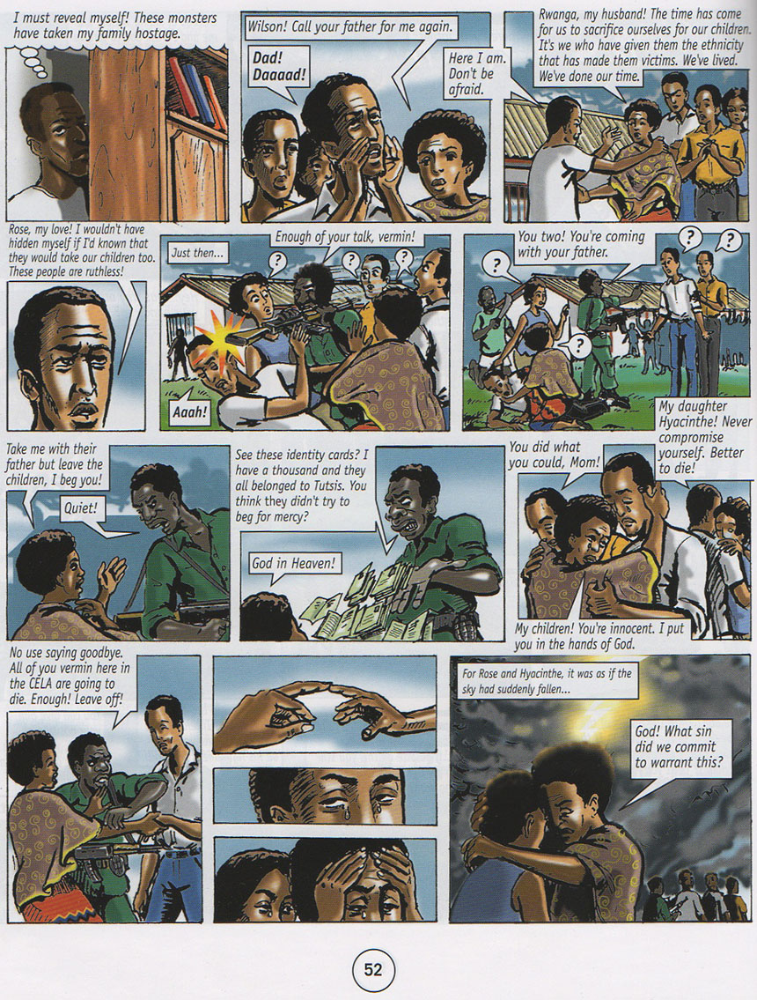 I must reveal myself! These monsters
have taken my family hostage.
Wilson! Call your father for me again.
Dad!
Daaaad!
Here I am.
Don't be
afraid.
Rwanga, my husband! The time has come
for us to sacrifice ourselves for our children.
It's we who have given them the ethnicity
that has made them victims. We've lived.
We've done our time.
Rose, my love! I wouldn't have
hidden myself if I'd known that
they would take our children too.
These people are ruthless!
Just then...
Enough of your talk, vermin!
?
?
?
Aaah!
You two! You're coming
with your father.
?
?
?
?
Take me with their
father but leave the
children, I beg you!
Quiet!
See these identity cards? I
have a thousand and they
all belonged to Tutsis. You
think they didn't try to
beg for mercy?
God in Heaven!
You did what
you could, Mom!
My daughter
Hyacinthe! Never
compromise
yourself. Better
to die!
My children! You're innocent. I put
you in the hands of God.
No use saying goodbye.
All of you vermin here in
the CELA are going to
die. Enough! Leave off!
For Rose and Hyacinthe, it was as if the
sky had suddenly fallen...
God! What sin
did we commit
to warrant this?
52